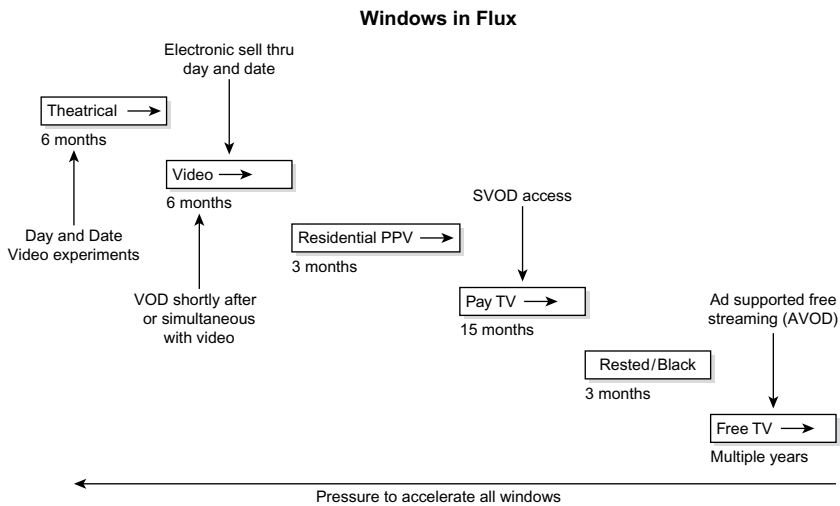 Windows in Flux
Electronic sell thru
day and date
Theatrical
6 months
Video
6 months
Day and Date
Video experiments
VOD shortly after
or simultaneous
with video
Residential PPV
3 months
SVOD access
Pay TV
15 months
Rested/Black
3 months
Ad supported free
streaming (AVOD)
Free TV
Multiple years
Pressure to accelerate all windows